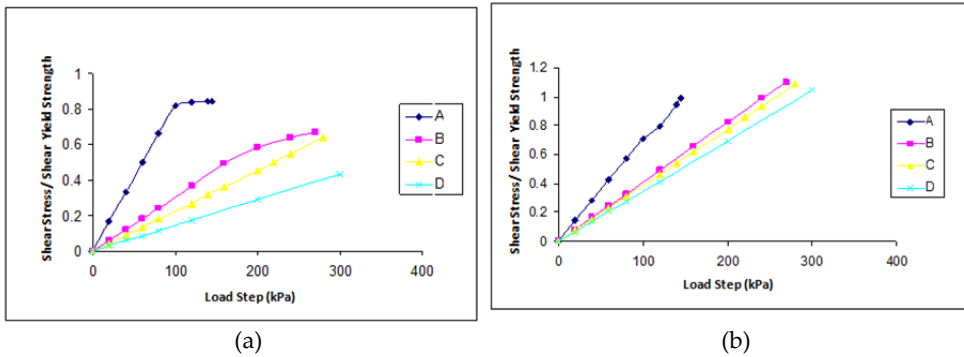 Shear Stress/ Shear Yield Strength
1
0.8
0.6
0.4
0.2
0
0 100 200 300 400
Load Step (kPa)
A
B
C
D
(a)
Shear Stress/ Shear Yield Strength
1.2
1
0.8
0.6
0.4
0.2
0
0 100 200 300 400
Load Step (kPa)
A
B
C
D
(b)